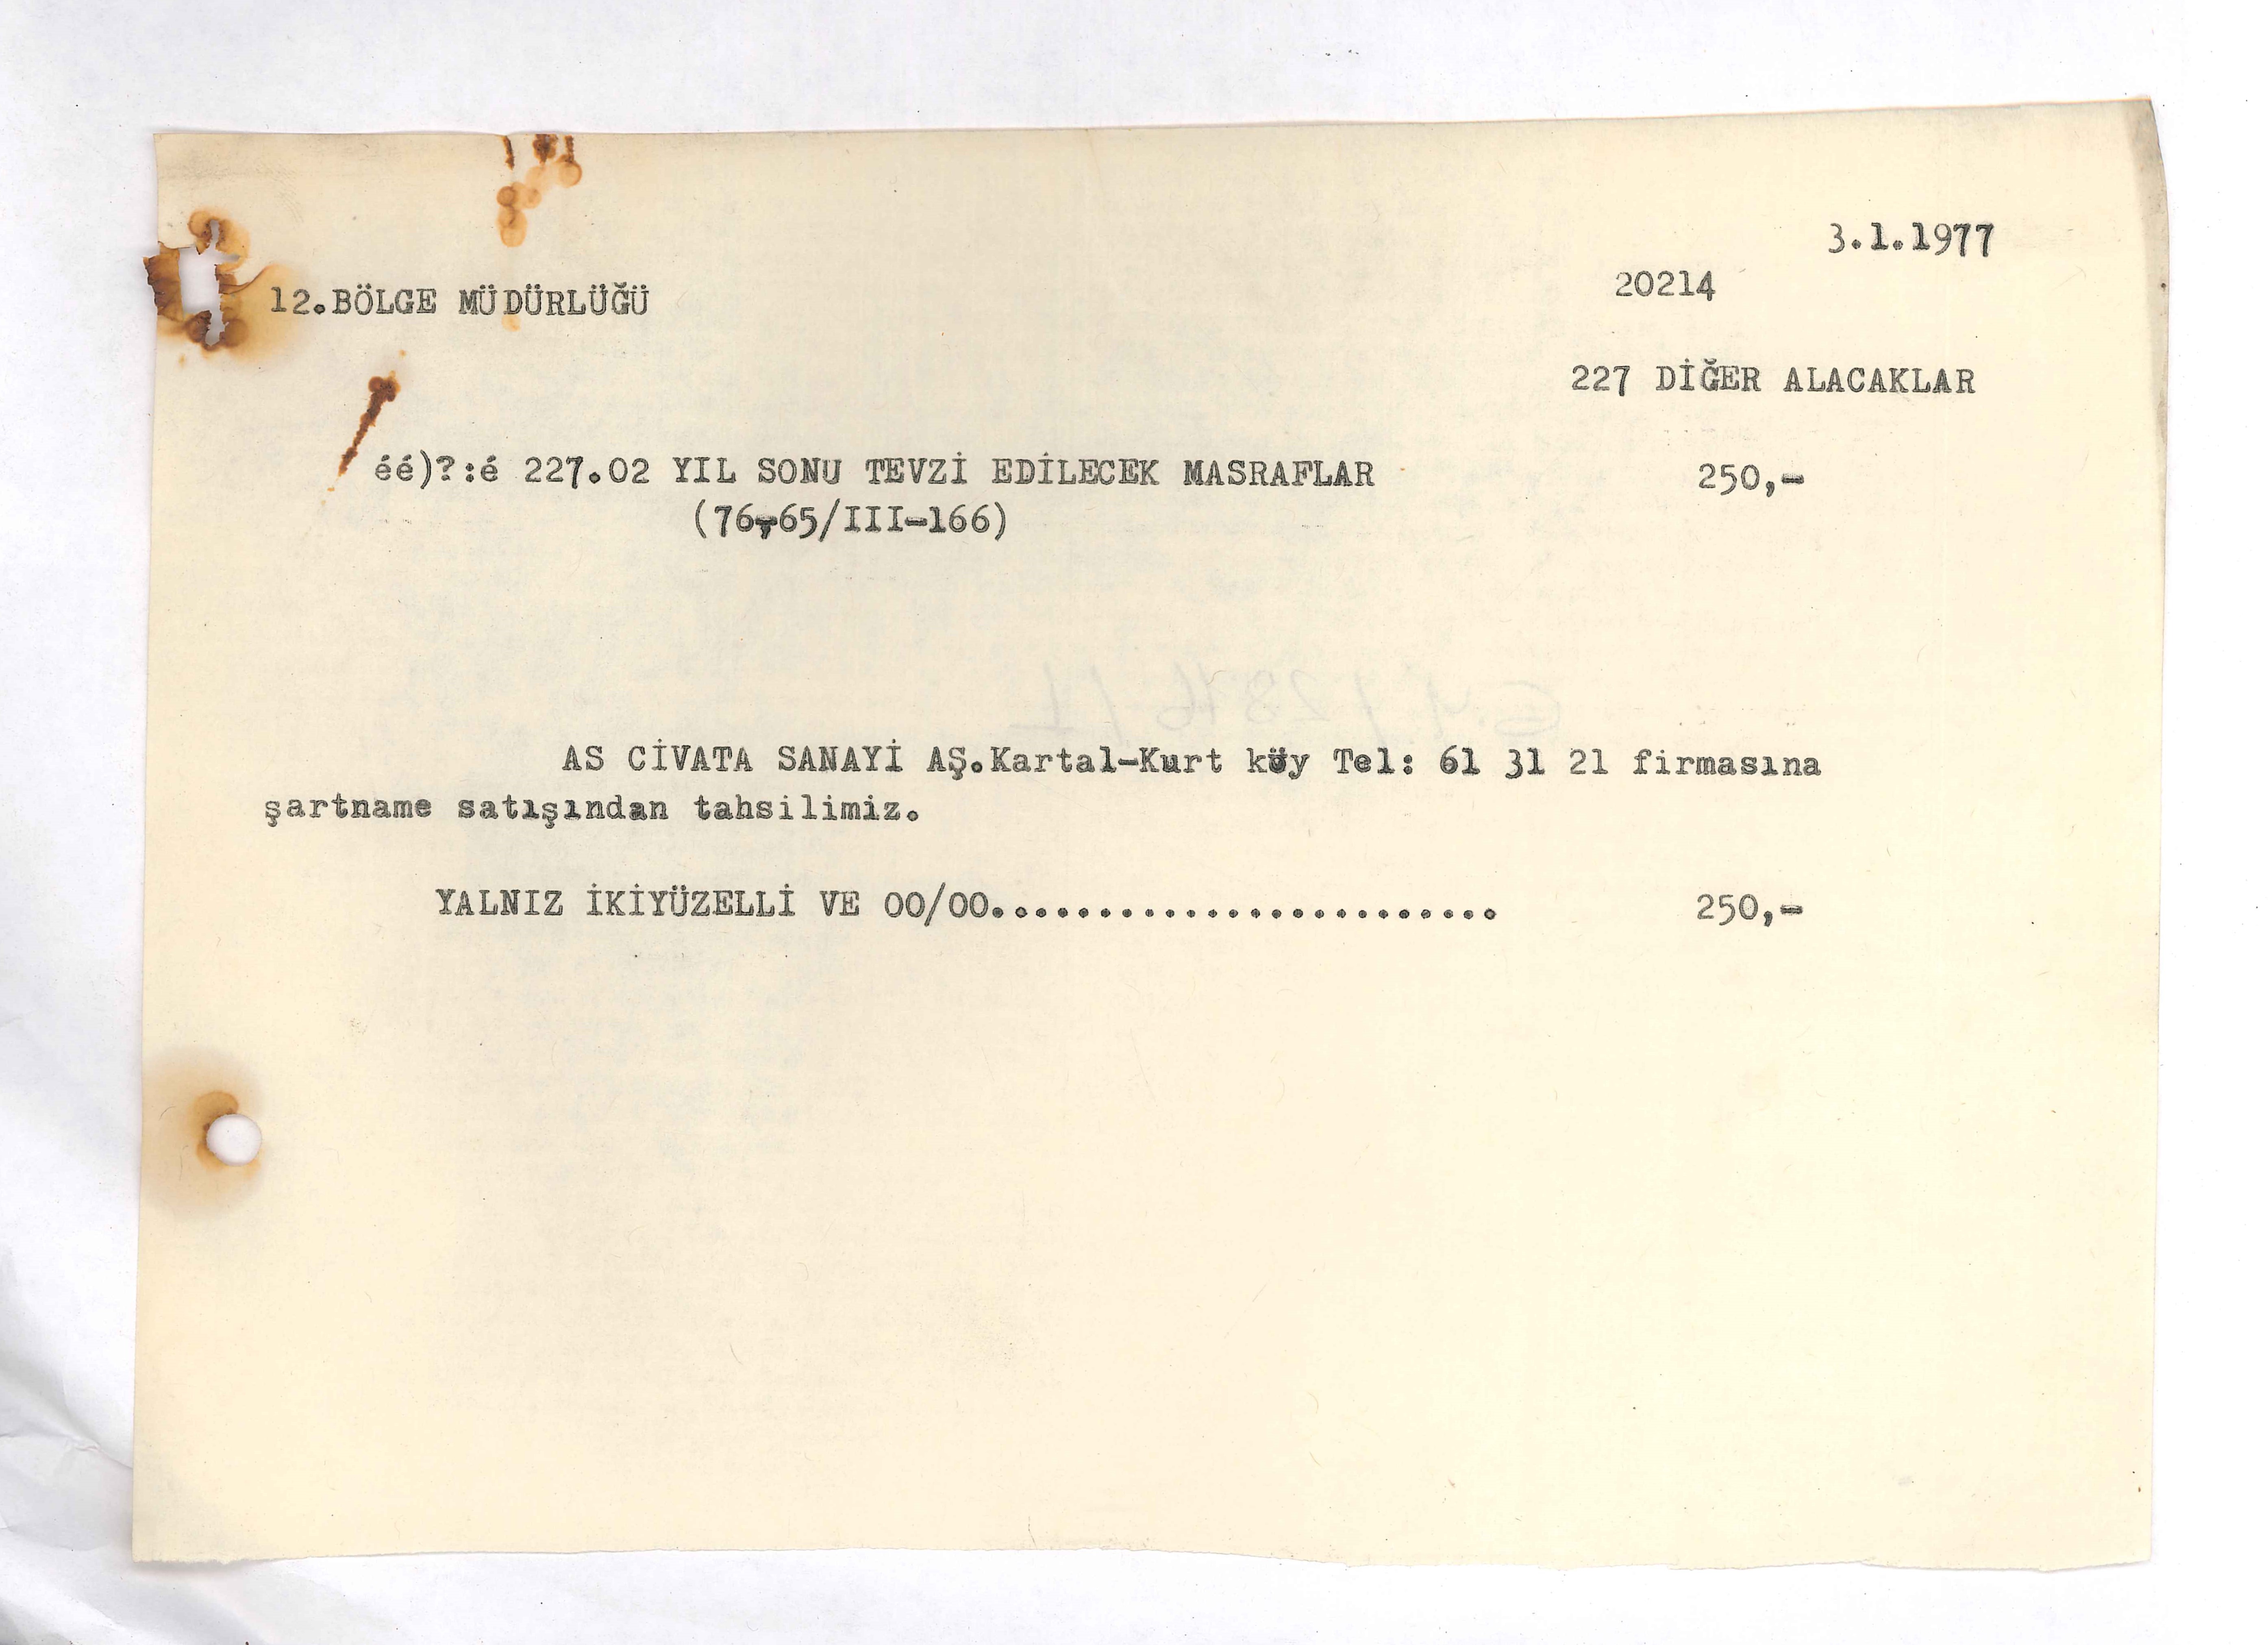 3.1.1977
20214
12.BÖLGE MÜDÜRLÜĞÜ
227 DİĞER ALACAKLAR
éé)?:é 227.02 YIL SONU TEVZİ EDİLECEK MASRAFLAR 250,-
(76-65/III-166)
AS CİVATA SANAYİ AŞ.Kartal-Kurt köy Tel: 61 31 21 firmasına
şartname satışından tahsilimiz.
YALNIZ İKİYÜZELLİ VE 00/00........................ 250,-